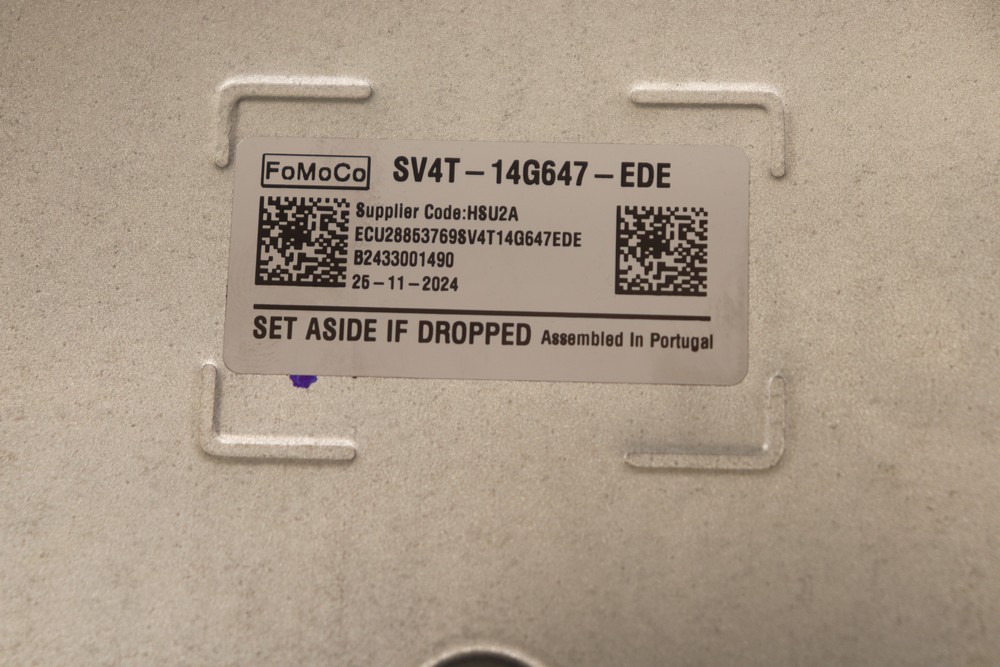 FoMoCo SV4T-14G647-EDE
Supplier Code:HSU2A
ECU28853769SV4T14G647EDE
B2433001490
25-11-2024
SET ASIDE IF DROPPED Assembled In Portugal